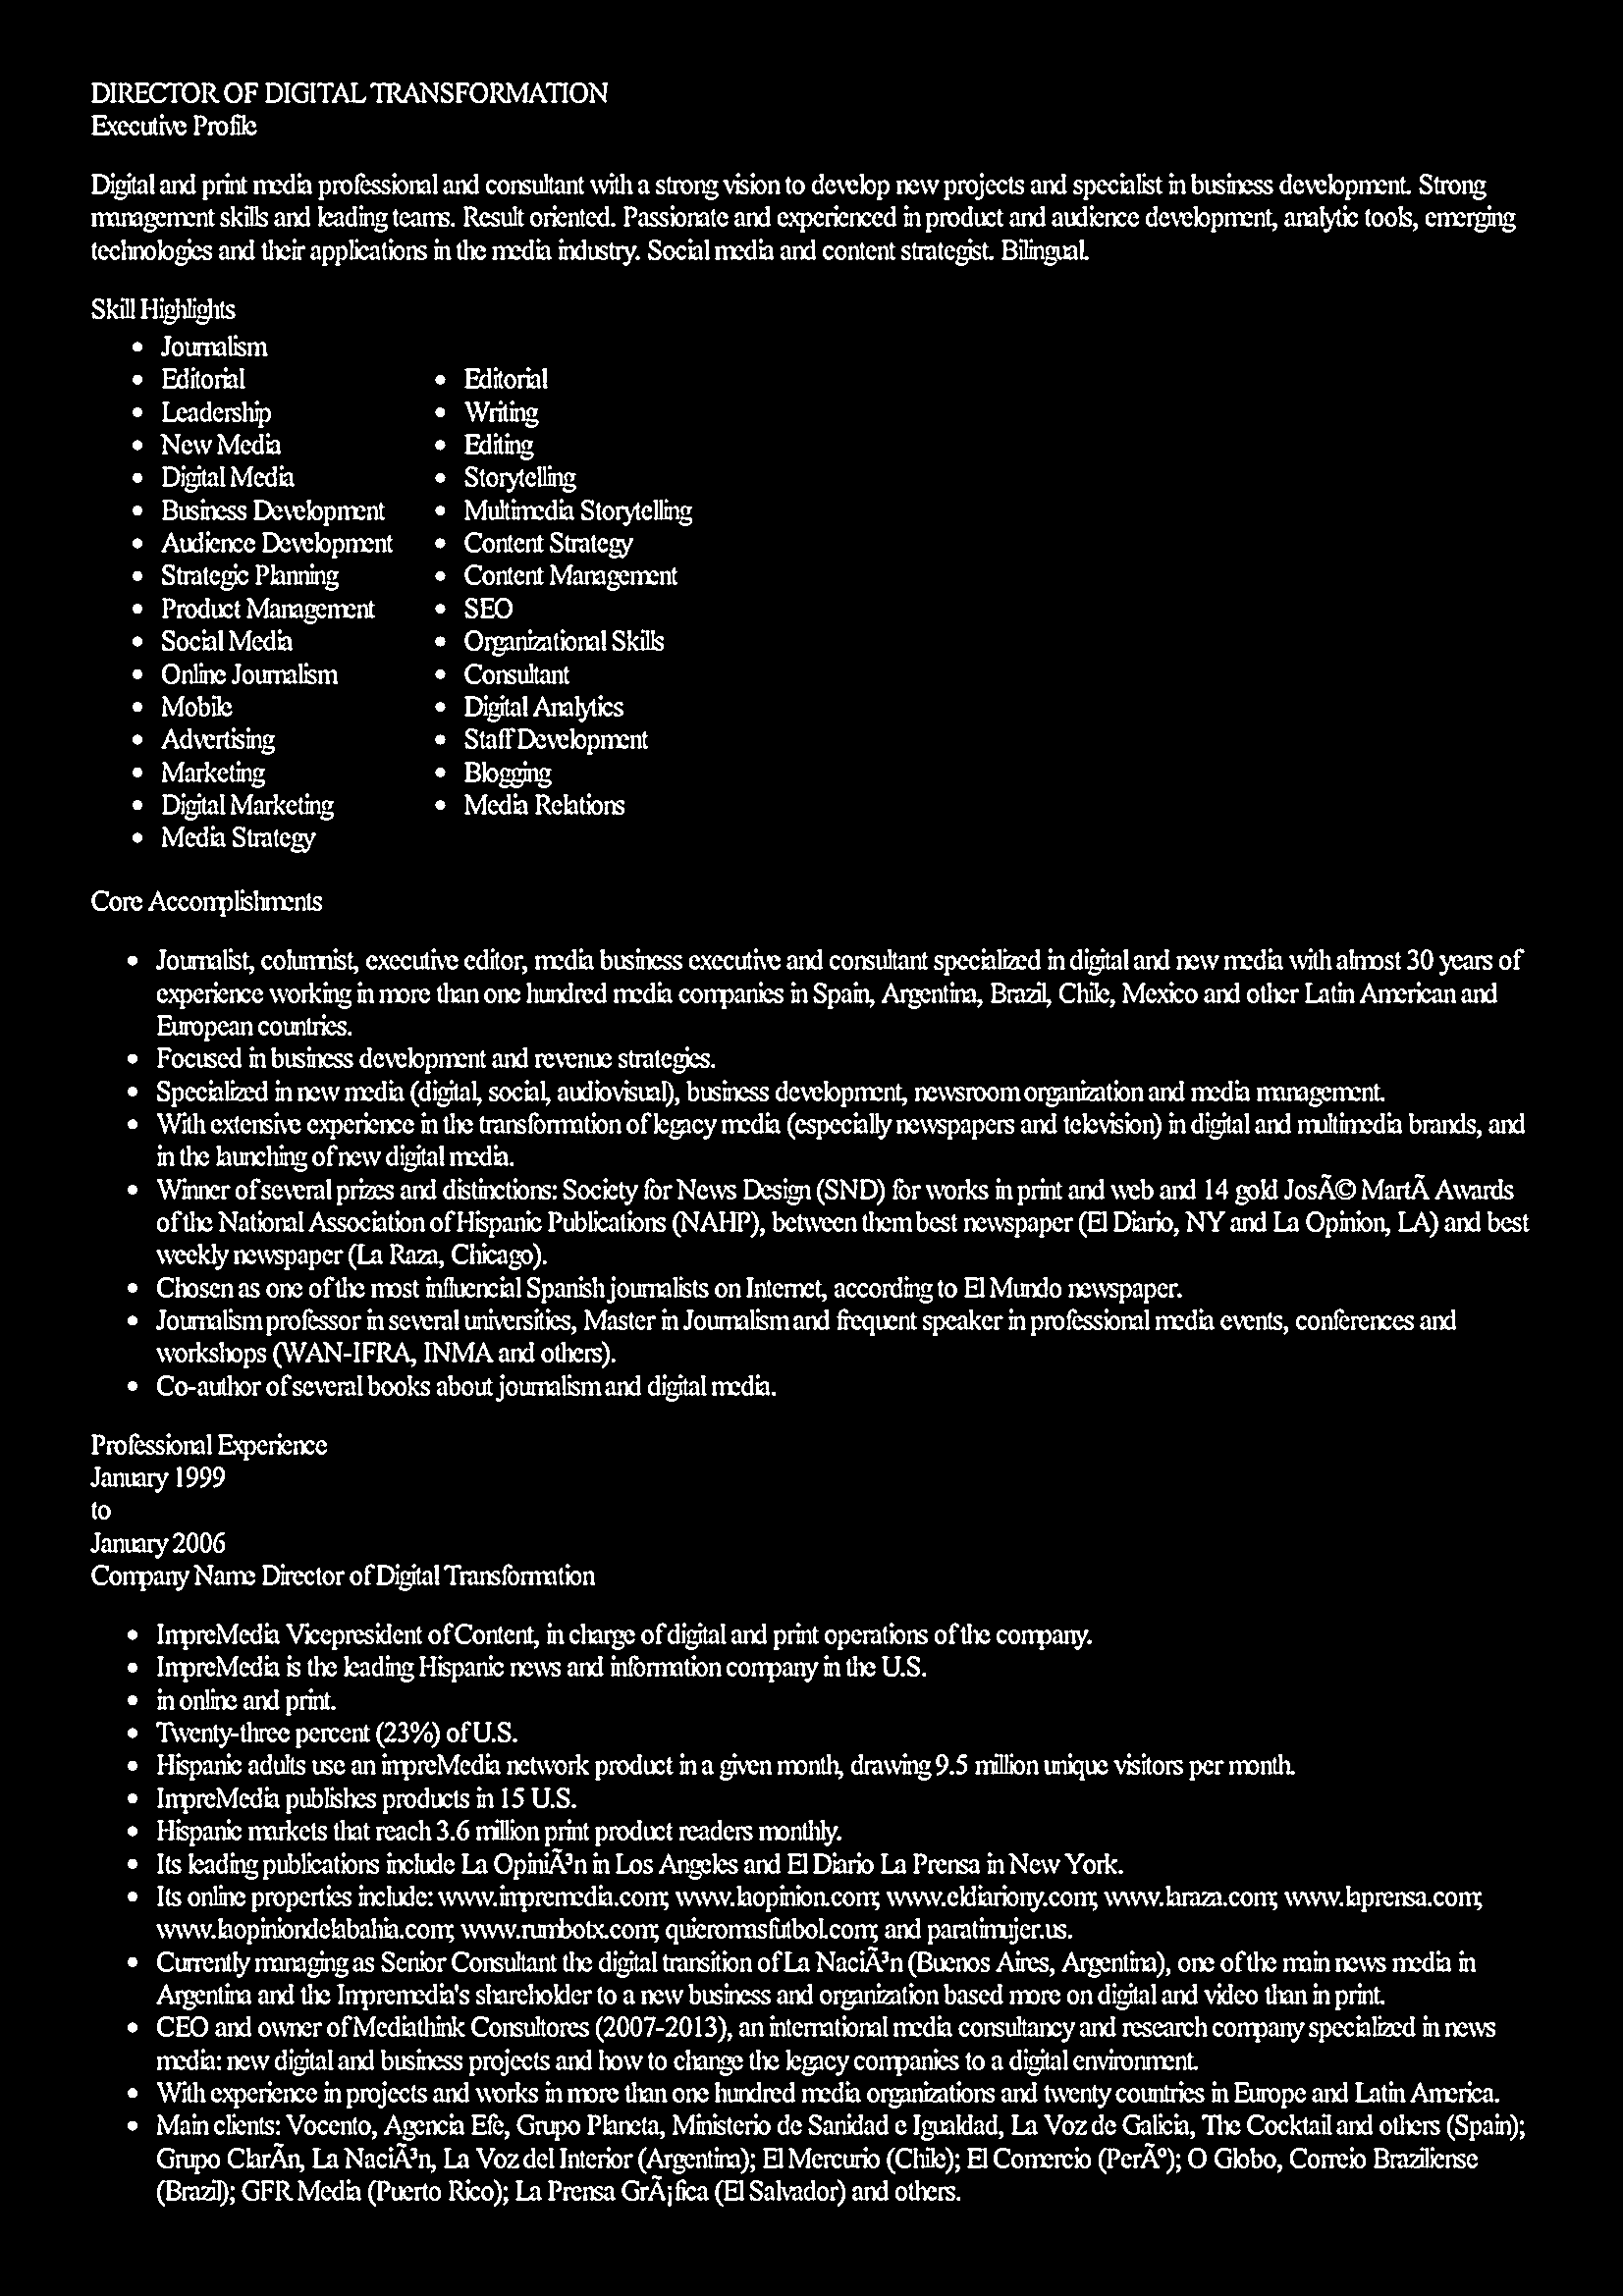 DIRECTOR OF DIGITAL TRANSFORMATION
Executive Profile
Digital and print media professional and consultant with a strong vision to develop new projects and specialist in business development. Strong
management skills and leading teams. Result oriented. Passionate and experienced in product and audience development, analytic tools, emerging
technologies and their applications in the media industry. Social media and content strategist. Bilingual.
Skill Highlights
• Journalism
• Editorial
• Leadership
• New Media
• Digital Media
• Business Development
• Audience Development
• Strategic Planning
• Product Management
• Social Media
• Online Journalism
• Mobile
• Advertising
• Marketing
• Digital Marketing
• Media Strategy
• Editorial
• Writing
• Editing
• Storytelling
• Multimedia Storytelling
• Content Strategy
• Content Management
• SEO
• Organizational Skills
• Consultant
• Digital Analytics
• Staff Development
• Blogging
• Media Relations
Core Accomplishments
• Journalist, columnist, executive editor, media business executive and consultant specialized in digital and new media with almost 30 years of
experience working in more than one hundred media companies in Spain, Argentina, Brazil, Chile, Mexico and other Latin American and
European countries.
• Focused in business development and revenue strategies.
• Specialized in new media (digital, social, audiovisual), business development, newsroom organization and media management.
• With extensive experience in the transformation of legacy media (especially newspapers and television) in digital and multimedia brands, and
in the launching of new digital media.
• Winner of several prizes and distinctions: Society for News Design (SND) for works in print and web and 14 gold JosÃ© MartÃ Awards
of the National Association of Hispanic Publications (NAHP), between them best newspaper (El Diario, NY and La Opinion, LA) and best
weekly newspaper (La Raza, Chicago).
• Chosen as one of the most influencial Spanish journalists on Internet, according to El Mundo newspaper.
• Journalism professor in several universities, Master in Journalism and frequent speaker in professional media events, conferences and
workshops (WAN-IFRA, INMA and others).
• Co-author of several books about journalism and digital media.
Professional Experience
January 1999
to
January 2006
Company Name Director of Digital Transformation
• ImpreMedia Vicepresident of Content, in charge of digital and print operations of the company.
• ImpreMedia is the leading Hispanic news and information company in the U.S.
• in online and print.
• Twenty-three percent (23%) of U.S.
• Hispanic adults use an impreMedia network product in a given month, drawing 9.5 million unique visitors per month.
• ImpreMedia publishes products in 15 U.S.
• Hispanic markets that reach 3.6 million print product readers monthly.
• Its leading publications include La OpiniÃ³n in Los Angeles and El Diario La Prensa in New York.
• Its online properties include: www.impremedia.com; www.laopinion.com; www.eldiariony.com; www.laraza.com; www.laprensa.com;
www.laopiniondelabahia.com; www.rumbotx.com; quieromasfutbol.com; and paratimujer.us.
• Currently managing as Senior Consultant the digital transition of La NaciÃ³n (Buenos Aires, Argentina), one of the main news media in
Argentina and the Impremedia's shareholder to a new business and organization based more on digital and video than in print.
• CEO and owner of Mediathink Consultores (2007-2013), an international media consultancy and research company specialized in news
media: new digital and business projects and how to change the legacy companies to a digital environment.
• With experience in projects and works in more than one hundred media organizations and twenty countries in Europe and Latin America.
• Main clients: Vocento, Agencia Efe, Grupo Planeta, Ministerio de Sanidad e Igualdad, La Voz de Galicia, The Cocktail and others (Spain);
Grupo ClarÃn, La NaciÃ³n, La Voz del Interior (Argentina); El Mercurio (Chile); El Comercio (PerÃº); O Globo, Correio Braziliense
(Brazil); GFR Media (Puerto Rico); La Prensa GrÃ¡fica (El Salvador) and others.